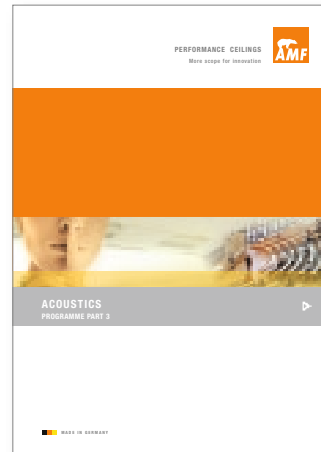 PERFORMANCE CEILINGS
More scope for innovation
AMF
ACOUSTICS
PROGRAMME PART 3
MADE IN GERMANY